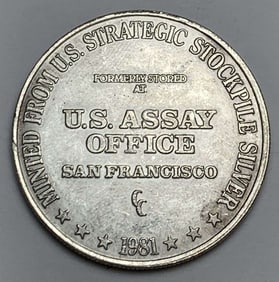 MINTED FROM U.S. STRATEGIC STOCKPILE SILVER
FORMERLY STORED
AT
U.S. ASSAY
OFFICE
SAN FRANCISCO
CC
1981